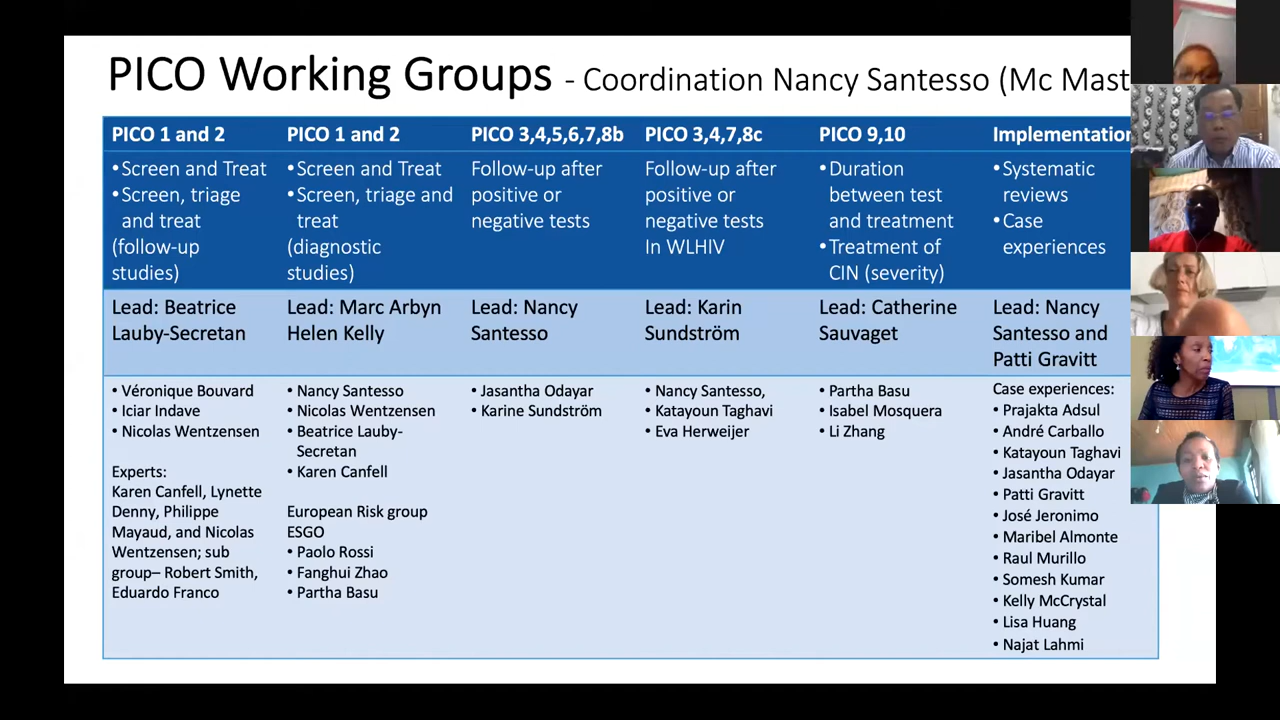 PICO Working Groups - Coordination Nancy Santesso (Mc Mast
PICO 1 and 2
• Screen and Treat
• Screen, triage
and treat
(follow-up
studies)
Lead: Beatrice
Lauby-Secretan
• Véronique Bouvard
• Iciar Indave
• Nicolas Wentzensen
Experts:
Karen Canfell, Lynette
Denny, Philippe
Mayaud, and Nicolas
Wentzensen; sub
group– Robert Smith,
Eduardo Franco
PICO 1 and 2
• Screen and Treat
• Screen, triage and
treat
(diagnostic
studies)
Lead: Marc Arbyn
Helen Kelly
• Nancy Santesso
• Nicolas Wentzensen
• Beatrice Lauby-
Secretan
• Karen Canfell
European Risk group
ESGO
• Paolo Rossi
• Fanghui Zhao
• Partha Basu
PICO 3,4,5,6,7,8b
Follow-up after
positive or
negative tests
Lead: Nancy
Santesso
• Jasantha Odayar
• Karine Sundström
PICO 3,4,7,8c
Follow-up after
positive or
negative tests
In WLHIV
Lead: Karin
Sundström
• Nancy Santesso,
• Katayoun Taghavi
• Eva Herweijer
PICO 9,10
• Duration
between test
and treatment
• Treatment of
CIN (severity)
Lead: Catherine
Sauvaget
• Partha Basu
• Isabel Mosquera
• Li Zhang
Implementation
• Systematic
reviews
• Case
experiences
Lead: Nancy
Santesso and
Patti Gravitt
Case experiences:
• Prajakta Adsul
• André Carballo
• Katayoun Taghavi
• Jasantha Odayar
• Patti Gravitt
• José Jeronimo
• Maribel Almonte
• Raul Murillo
• Somesh Kumar
• Kelly McCrystal
• Lisa Huang
• Najat Lahmi